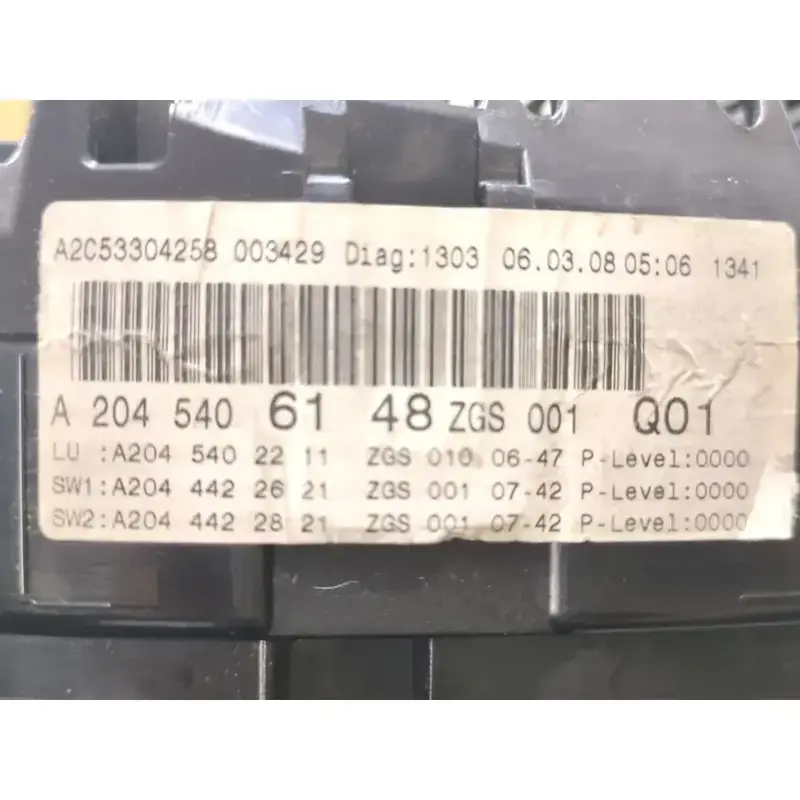 A2C53304258 003429 Diag:1303 06.03.08 05:06 1341
A 204 540 61 48 ZGS 001 Q01
LU :A204 540 22 11 ZGS 010 06-47 P-Level:0000
SW1:A204 442 26 21 ZGS 001 07-42 P-Level:0000
SW2:A204 442 28 21 ZGS 001 07-42 P-Level:0000